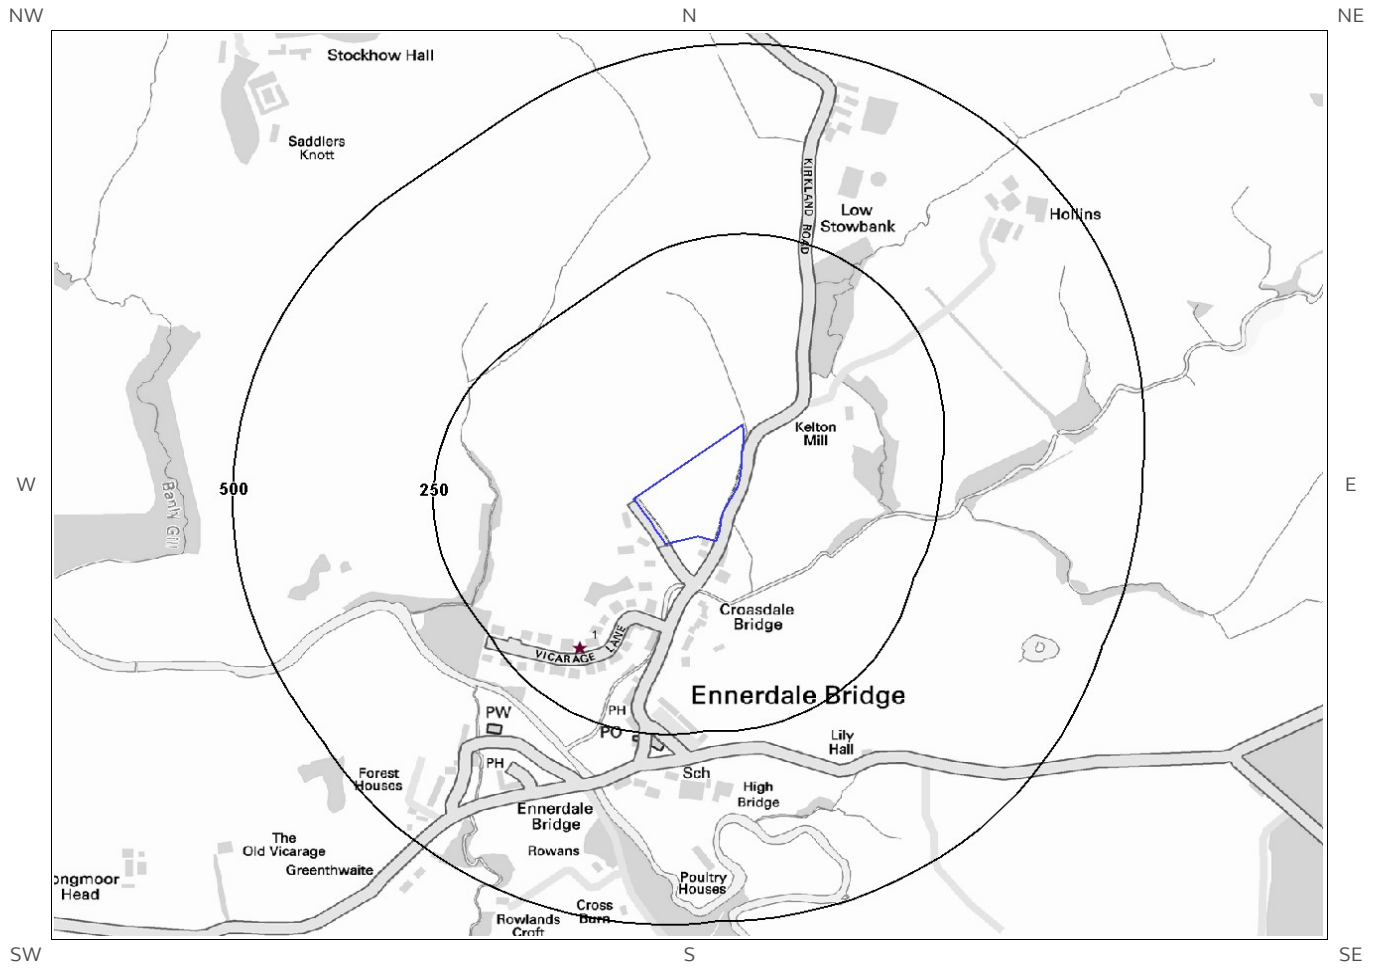 NW
N
NE
Stockhow Hall
Saddlers
Knott
KIRKLAND ROAD
Low
Stowbank
Hollins
Kelton
Mill
W
500
250
E
Banly Gill
Croasdale
Bridge
1
VICARAGE LANE
Ennerdale Bridge
PW
PH
PO
Lily
Hall
PH
Sch
Forest
Houses
High
Bridge
Ennerdale
Bridge
The
Old Vicarage
Rowans
Greenthwaite
ongmoor
Head
Poultry
Houses
Cross
Burn
Rowlands
Croft
SW
S
SE